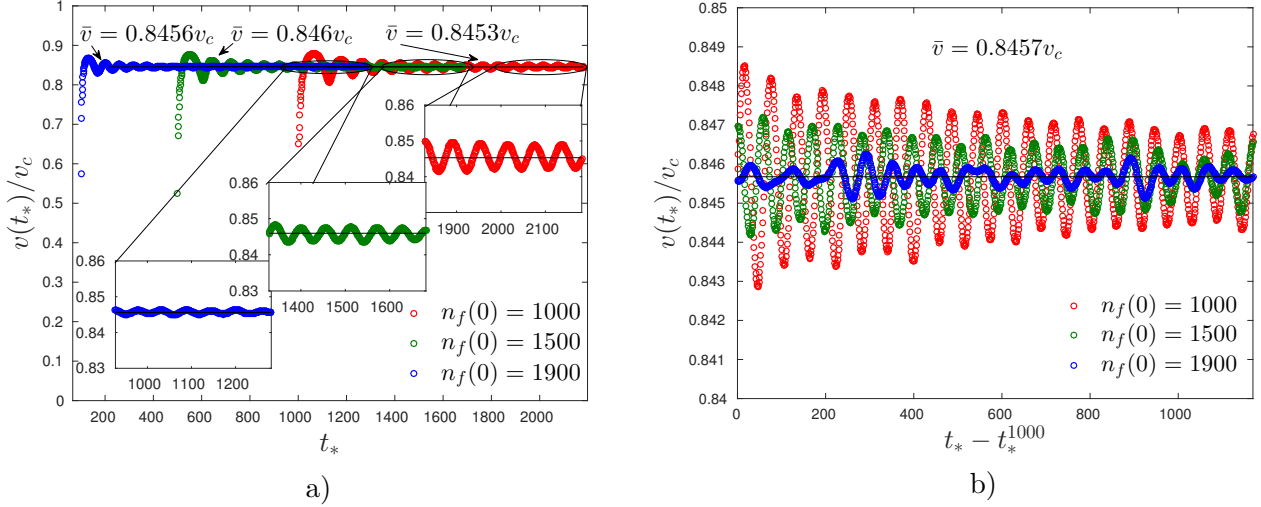 v̄ = 0.8456v_c
v̄ = 0.846v_c
v̄ = 0.8453v_c
v(t_*)/v_c
1
0.9
0.8
0.7
0.6
0.5
0.4
0.3
0.2
0.1
0
200 400 600 800 1000 1200 1400 1600 1800 2000
t_*
0.86
0.85
0.84
0.83
1000 1100 1200
0.86
0.85
0.84
0.83
1400 1500 1600
0.86
0.85
0.84
1900 2000 2100
n_f(0) = 1000
n_f(0) = 1500
n_f(0) = 1900
a)
v̄ = 0.8457v_c
v(t_*)/v_c
0.85
0.849
0.848
0.847
0.846
0.845
0.844
0.843
0.842
0.841
0.84
0 200 400 600 800 1000
t_* − t_*^1000
n_f(0) = 1000
n_f(0) = 1500
n_f(0) = 1900
b)